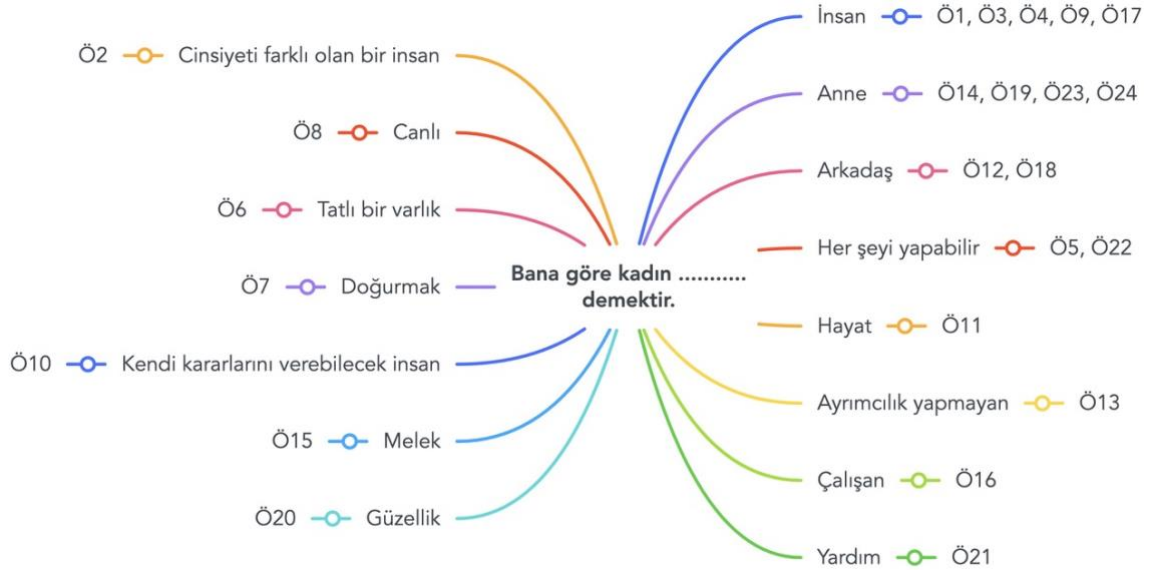 Bana göre kadın ...........
demektir.
Ö2 Cinsiyeti farklı olan bir insan
Ö8 Canlı
Ö6 Tatlı bir varlık
Ö7 Doğurmak
Ö10 Kendi kararlarını verebilecek insan
Ö15 Melek
Ö20 Güzellik
İnsan Ö1, Ö3, Ö4, Ö9, Ö17
Anne Ö14, Ö19, Ö23, Ö24
Arkadaş Ö12, Ö18
Her şeyi yapabilir Ö5, Ö22
Hayat Ö11
Ayrımcılık yapmayan Ö13
Çalışan Ö16
Yardım Ö21